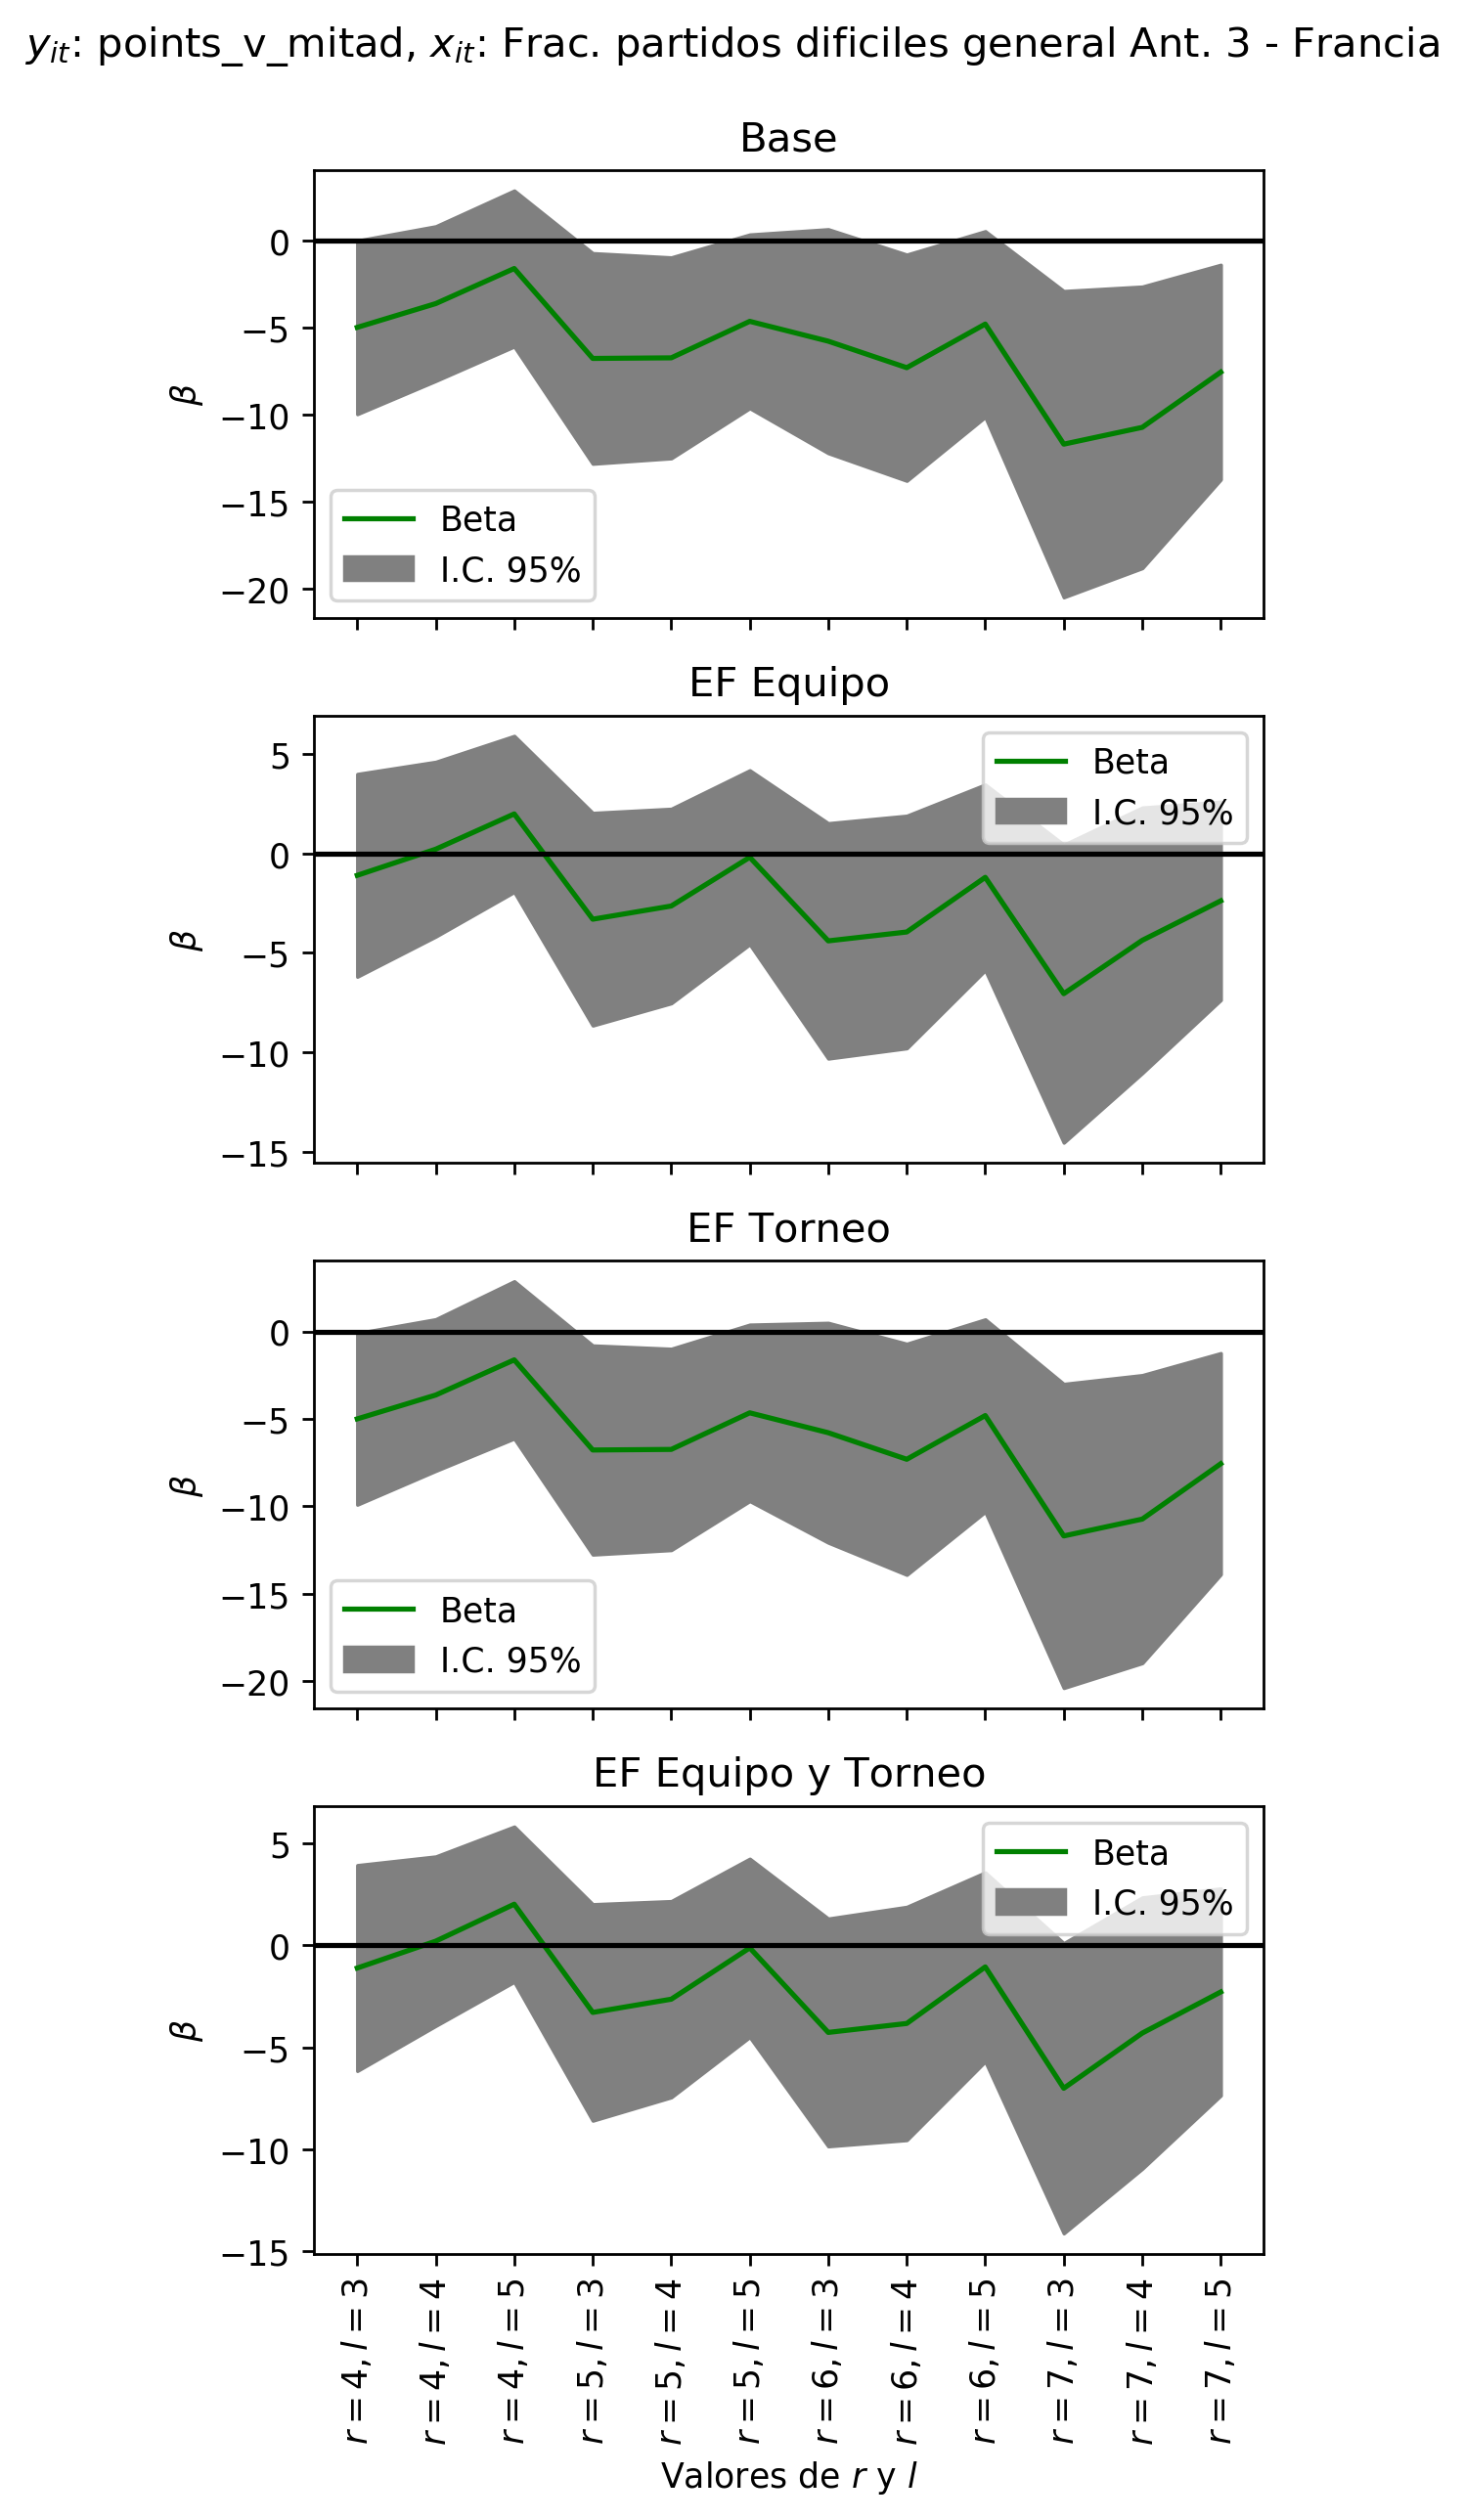 y_it: points_v_mitad, x_it: Frac. partidos dificiles general Ant. 3 - Francia
Base
0
−5
−10
−15
−20
β
Beta
I.C. 95%
EF Equipo
5
0
−5
−10
−15
β
Beta
I.C. 95%
EF Torneo
0
−5
−10
−15
−20
β
Beta
I.C. 95%
EF Equipo y Torneo
5
0
−5
−10
−15
β
Beta
I.C. 95%
r = 4, l = 3
r = 4, l = 4
r = 4, l = 5
r = 5, l = 3
r = 5, l = 4
r = 5, l = 5
r = 6, l = 3
r = 6, l = 4
r = 6, l = 5
r = 7, l = 3
r = 7, l = 4
r = 7, l = 5
Valores de r y l